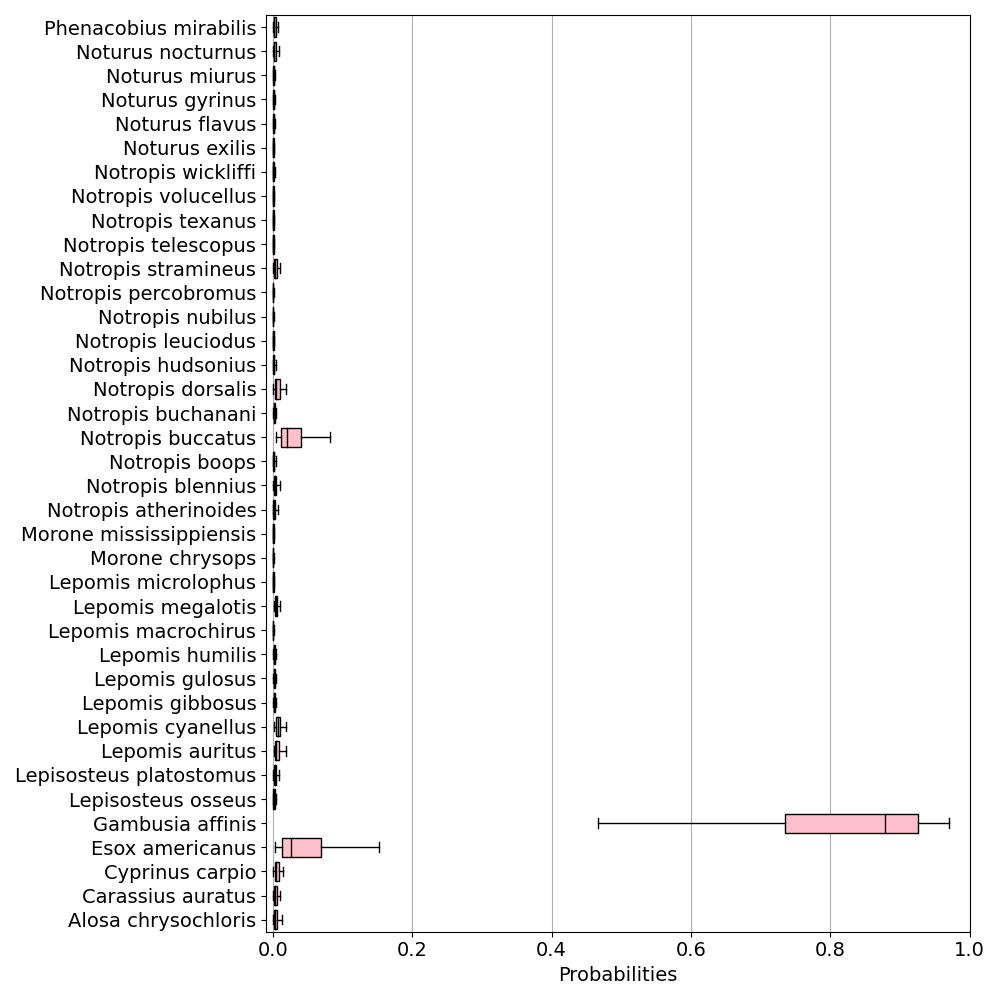 Phenacobius mirabilis
Noturus nocturnus
Noturus miurus
Noturus gyrinus
Noturus flavus
Noturus exilis
Notropis wickliffi
Notropis volucellus
Notropis texanus
Notropis telescopus
Notropis stramineus
Notropis percobromus
Notropis nubilus
Notropis leuciodus
Notropis hudsonius
Notropis dorsalis
Notropis buchanani
Notropis buccatus
Notropis boops
Notropis blennius
Notropis atherinoides
Morone mississippiensis
Morone chrysops
Lepomis microlophus
Lepomis megalotis
Lepomis macrochirus
Lepomis humilis
Lepomis gulosus
Lepomis gibbosus
Lepomis cyanellus
Lepomis auritus
Lepisosteus platostomus
Lepisosteus osseus
Gambusia affinis
Esox americanus
Cyprinus carpio
Carassius auratus
Alosa chrysochloris
0.0 0.2 0.4 0.6 0.8 1.0
Probabilities